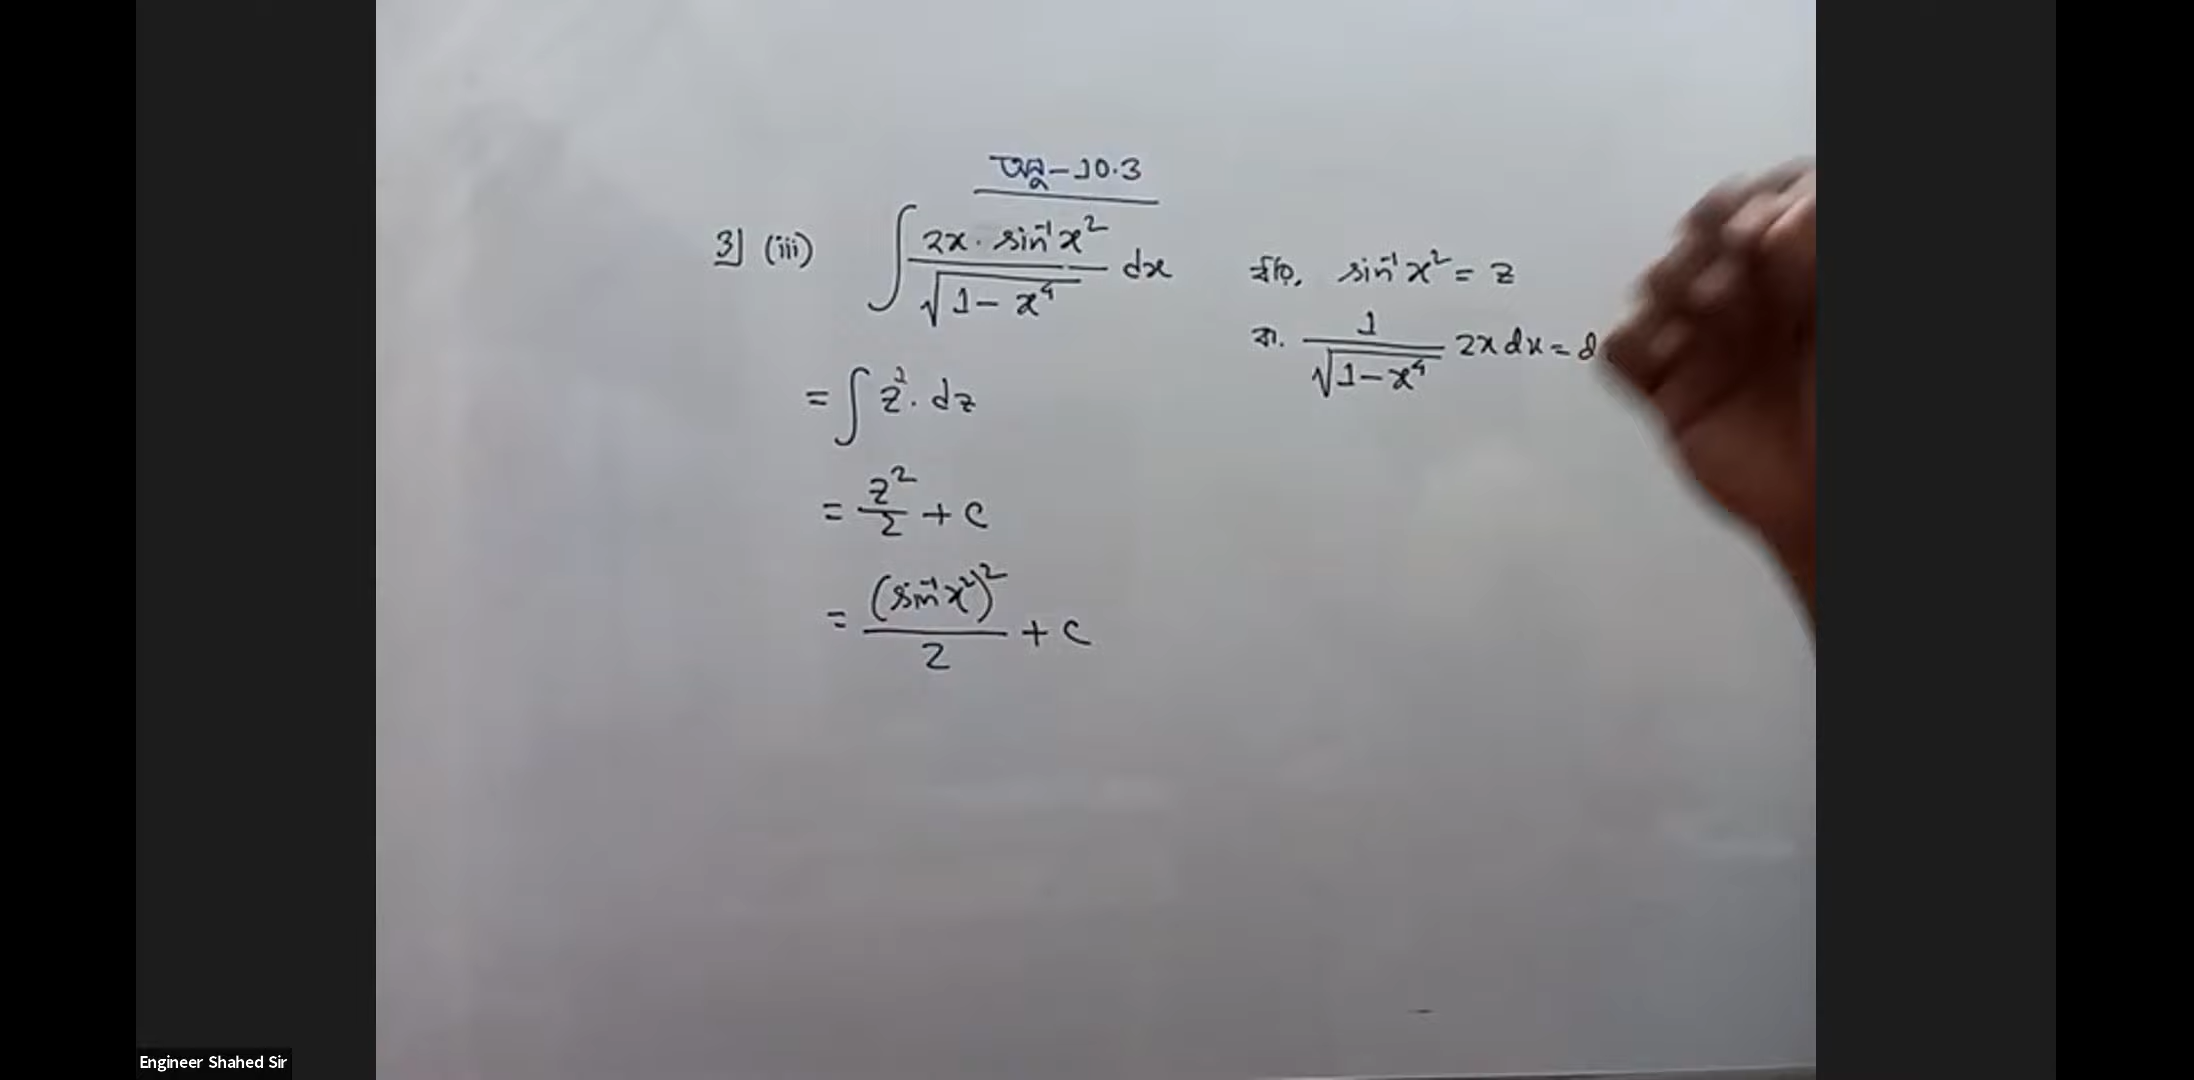 অনু-10.3
3] (iii) ∫ 2x · sin⁻¹x² / √(1 - x⁴) dx
ধরি, sin⁻¹x² = z
বা, 1 / √(1 - x⁴) 2x dx = d
= ∫ z¹ · dz
= z² / 2 + c
= (sin⁻¹x²)² / 2 + c
Engineer Shahed Sir